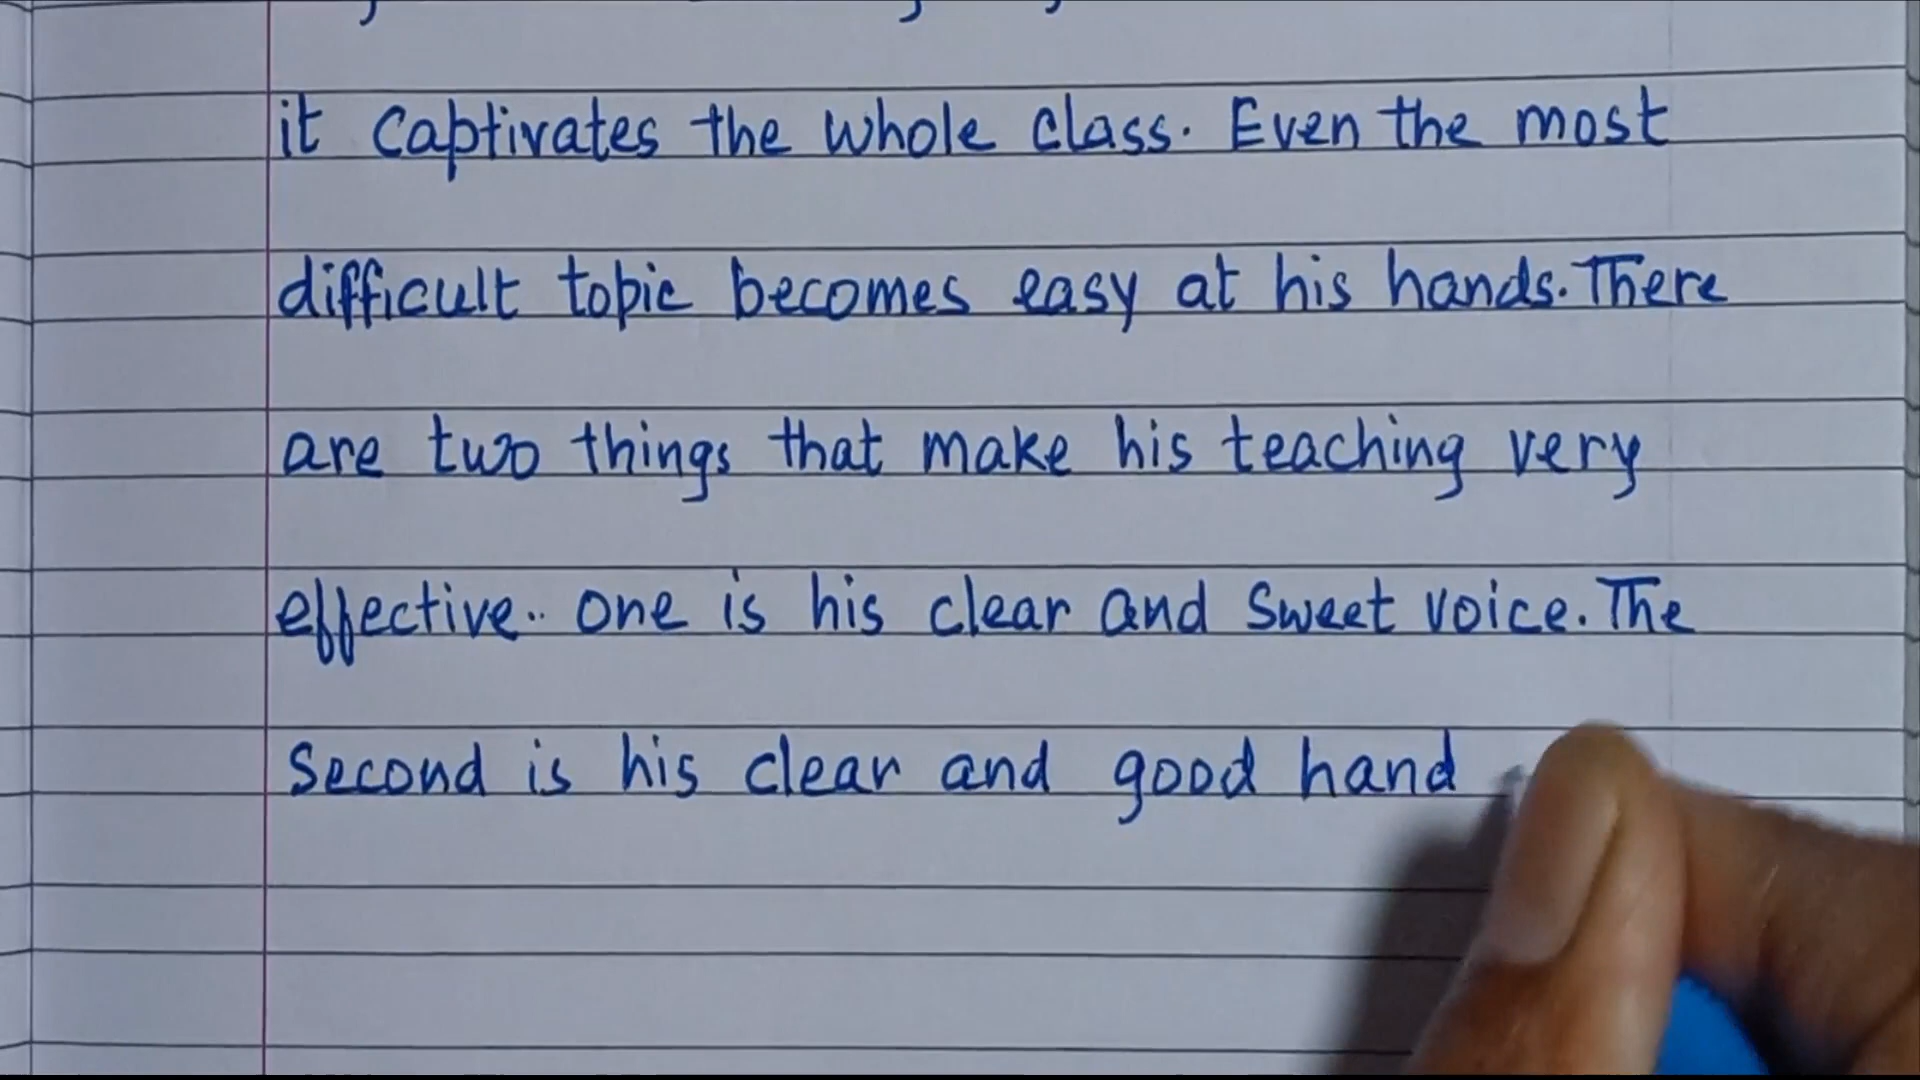 it captivates the whole class. Even the most
difficult topic becomes easy at his hands. There
are two things that make his teaching very
effective.. one is his clear and sweet voice. The
second is his clear and good hand